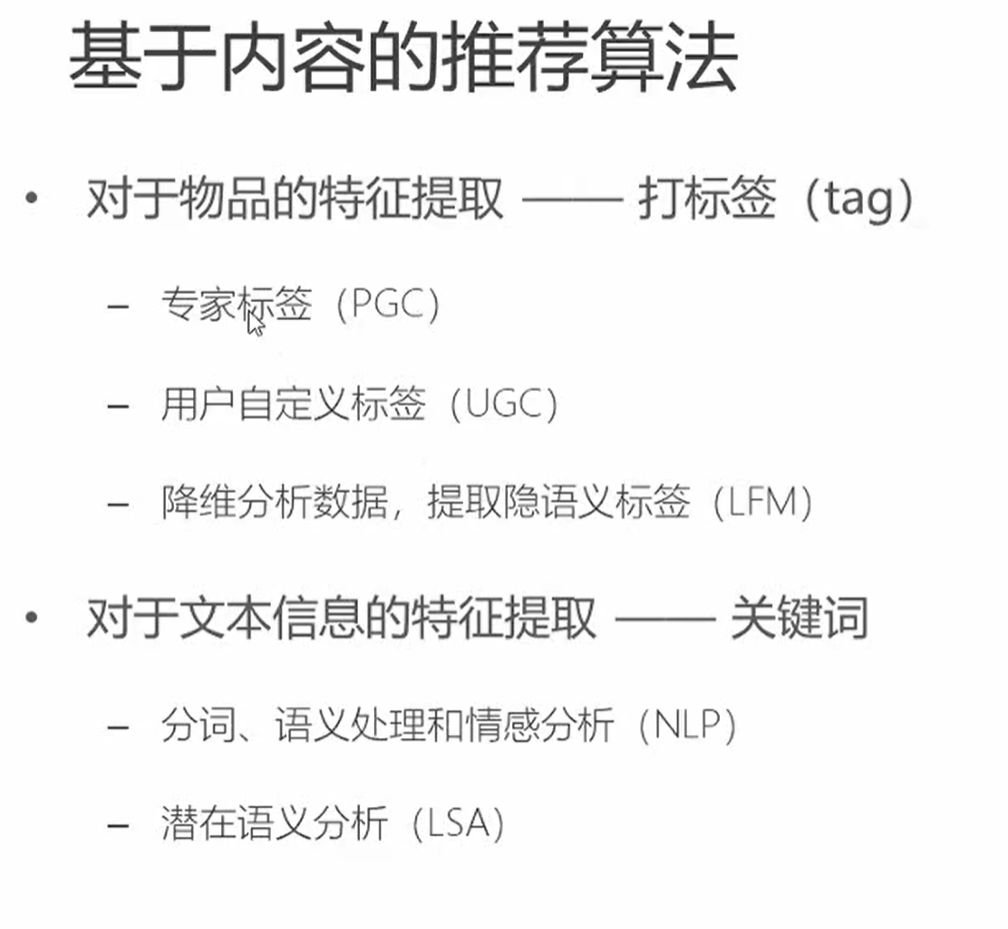 基于内容的推荐算法
• 对于物品的特征提取 —— 打标签（tag）
– 专家标签（PGC）
– 用户自定义标签（UGC）
– 降维分析数据，提取隐语义标签（LFM）
• 对于文本信息的特征提取 —— 关键词
– 分词、语义处理和情感分析（NLP）
– 潜在语义分析（LSA）